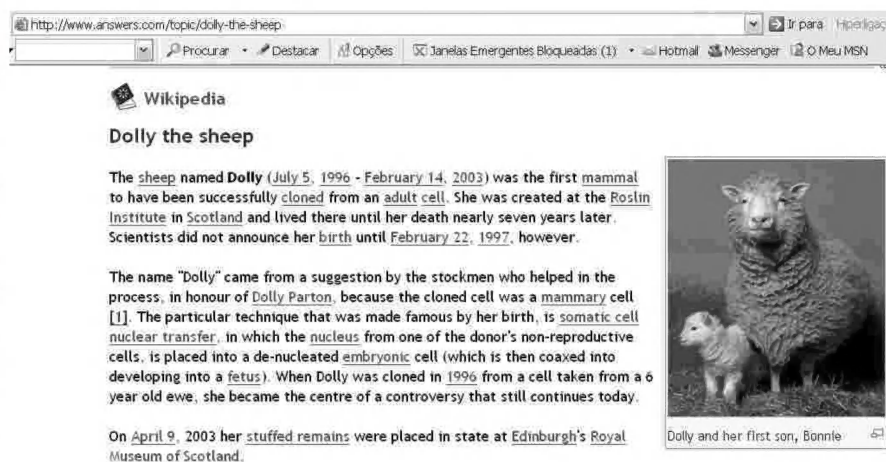 http://www.answers.com/topic/dolly-the-sheep
Ir para
Procurar
Destacar
Opções
Janelas Emergentes Bloqueadas (1)
Hotmail
Messenger
O Meu MSN
Wikipedia
Dolly the sheep
The sheep named Dolly (July 5, 1996 - February 14, 2003) was the first mammal
to have been successfully cloned from an adult cell. She was created at the Roslin
Institute in Scotland and lived there until her death nearly seven years later.
Scientists did not announce her birth until February 22, 1997, however.
The name "Dolly" came from a suggestion by the stockmen who helped in the
process, in honour of Dolly Parton, because the cloned cell was a mammary cell
[1]. The particular technique that was made famous by her birth, is somatic cell
nuclear transfer, in which the nucleus from one of the donor's non-reproductive
cells, is placed into a de-nucleated embryonic cell (which is then coaxed into
developing into a fetus). When Dolly was cloned in 1996 from a cell taken from a 6
year old ewe, she became the centre of a controversy that still continues today.
On April 9, 2003 her stuffed remains were placed in state at Edinburgh's Royal
Museum of Scotland.
Dolly and her first son, Bonnie